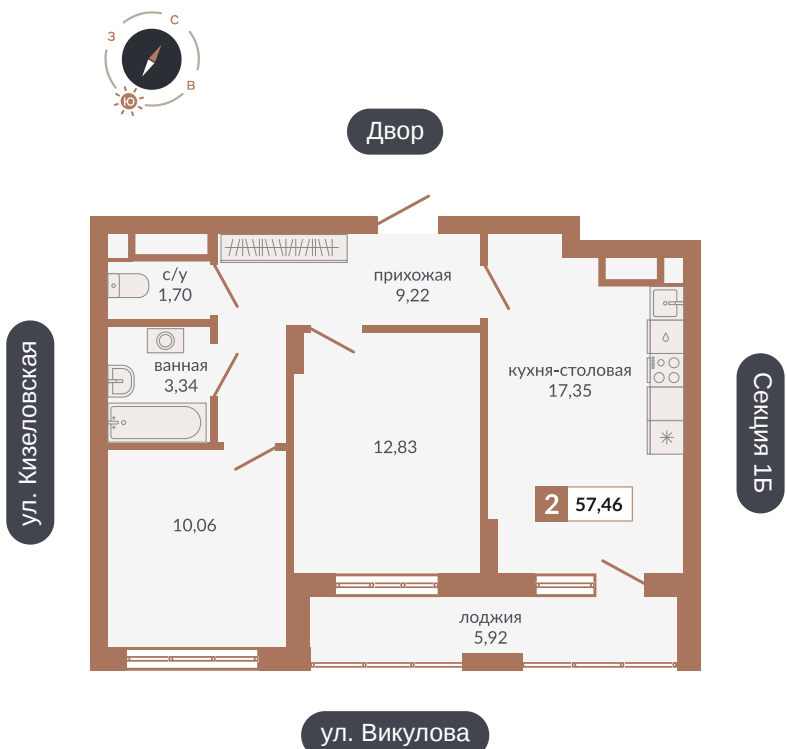 С
З
В
Ю
Двор
с/у
1,70
прихожая
9,22
ванная
3,34
кухня-столовая
17,35
12,83
10,06
2 57,46
лоджия
5,92
ул. Кизеловская
Секция 1Б
ул. Викулова